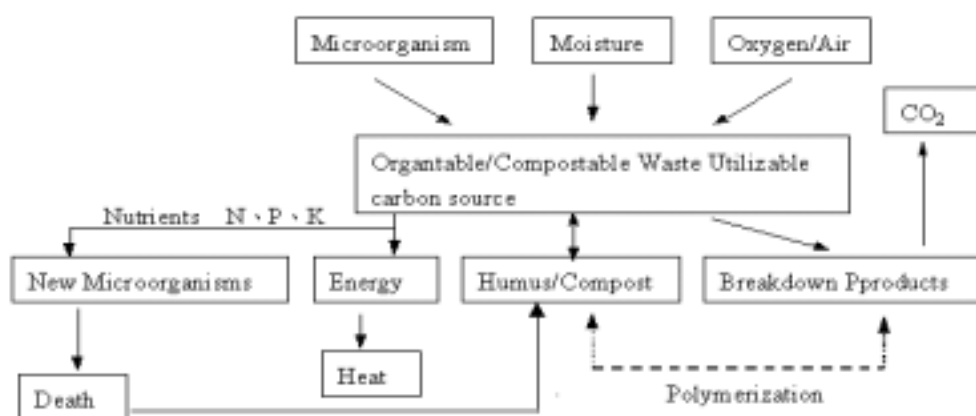 Microorganism
Moisture
Oxygen/Air
CO₂
Organtable/Compostable Waste Utilizable
carbon source
Nutrients N、P、K
New Microorganisms
Energy
Humus/Compost
Breakdown Pproducts
Heat
Death
Polymerization